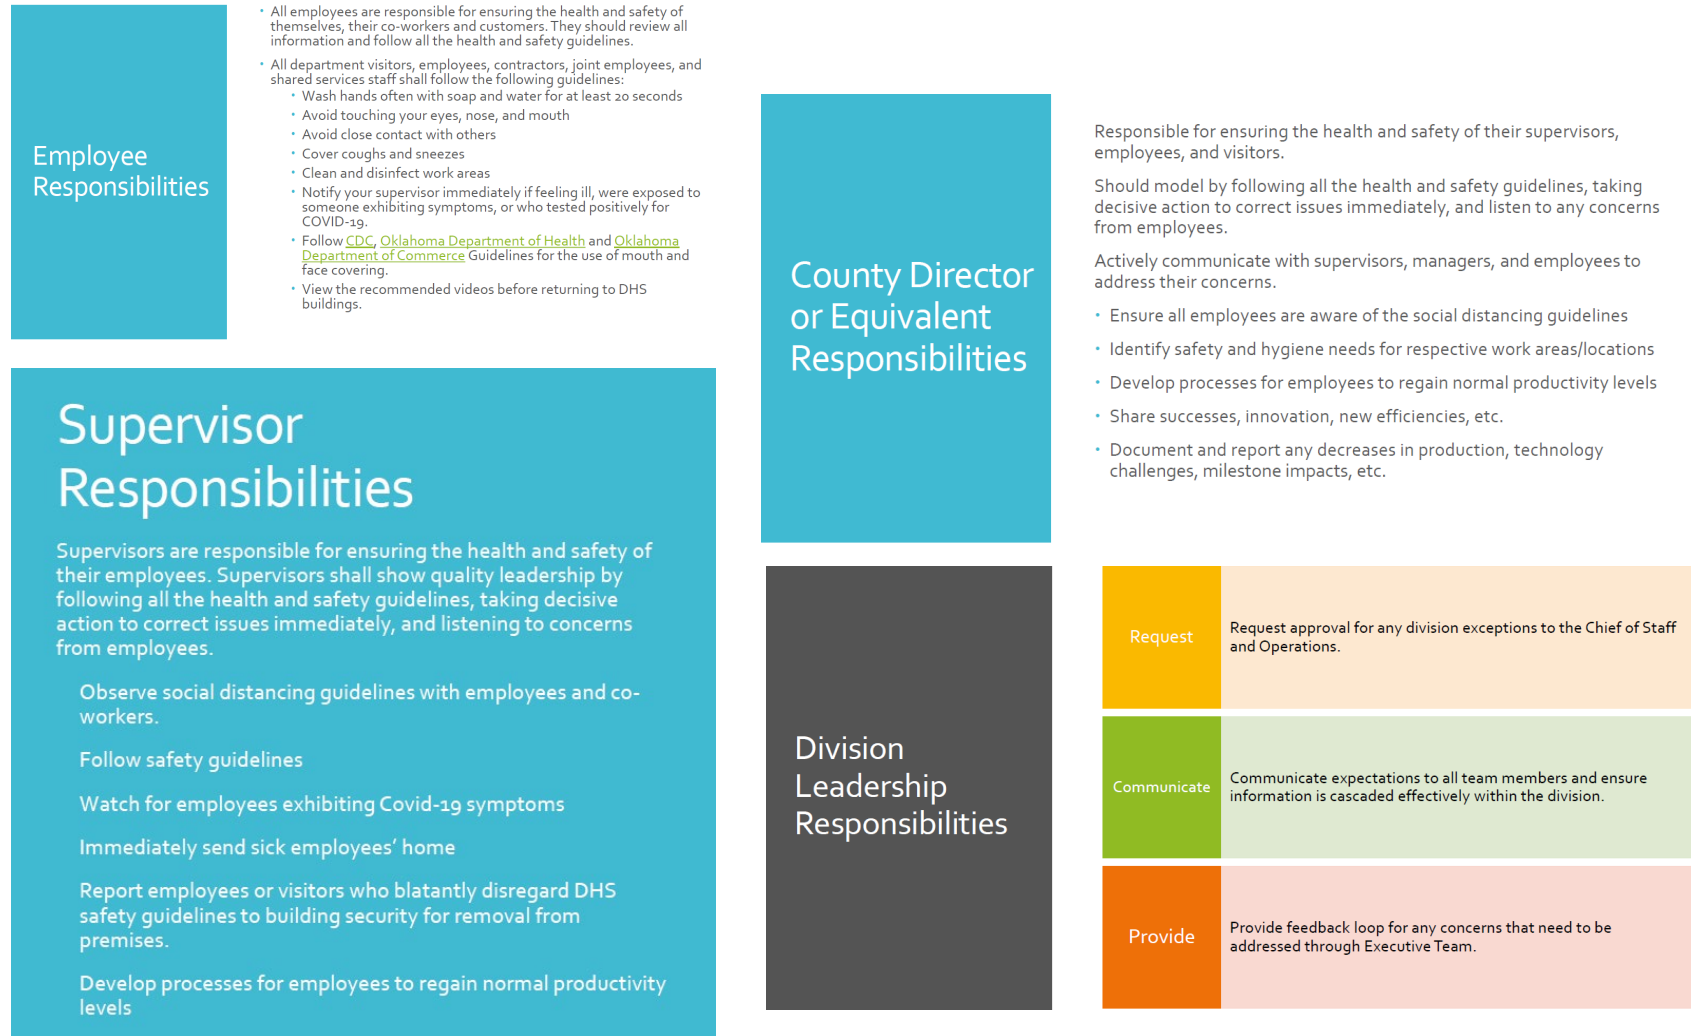 Employee
Responsibilities
All employees are responsible for ensuring the health and safety of
themselves, their co-workers and customers. They should review all
information and follow all the health and safety guidelines.
All department visitors, employees, contractors, joint employees, and
shared services staff shall follow the following guidelines:
Wash hands often with soap and water for at least 20 seconds
Avoid touching your eyes, nose, and mouth
Avoid close contact with others
Cover coughs and sneezes
Clean and disinfect work areas
Notify your supervisor immediately if feeling ill, were exposed to
someone exhibiting symptoms, or who tested positively for
COVID-19.
Follow CDC, Oklahoma Department of Health and Oklahoma
Department of Commerce Guidelines for the use of mouth and
face covering.
View the recommended videos before returning to DHS
buildings.
Supervisor
Responsibilities
Supervisors are responsible for ensuring the health and safety of
their employees. Supervisors shall show quality leadership by
following all the health and safety guidelines, taking decisive
action to correct issues immediately, and listening to concerns
from employees.
Observe social distancing guidelines with employees and co-
workers.
Follow safety guidelines
Watch for employees exhibiting Covid-19 symptoms
Immediately send sick employees’ home
Report employees or visitors who blatantly disregard DHS
safety guidelines to building security for removal from
premises.
Develop processes for employees to regain normal productivity
levels
County Director
or Equivalent
Responsibilities
Responsible for ensuring the health and safety of their supervisors,
employees, and visitors.
Should model by following all the health and safety guidelines, taking
decisive action to correct issues immediately, and listen to any concerns
from employees.
Actively communicate with supervisors, managers, and employees to
address their concerns.
Ensure all employees are aware of the social distancing guidelines
Identify safety and hygiene needs for respective work areas/locations
Develop processes for employees to regain normal productivity levels
Share successes, innovation, new efficiencies, etc.
Document and report any decreases in production, technology
challenges, milestone impacts, etc.
Division
Leadership
Responsibilities
Request
Request approval for any division exceptions to the Chief of Staff
and Operations.
Communicate
Communicate expectations to all team members and ensure
information is cascaded effectively within the division.
Provide
Provide feedback loop for any concerns that need to be
addressed through Executive Team.